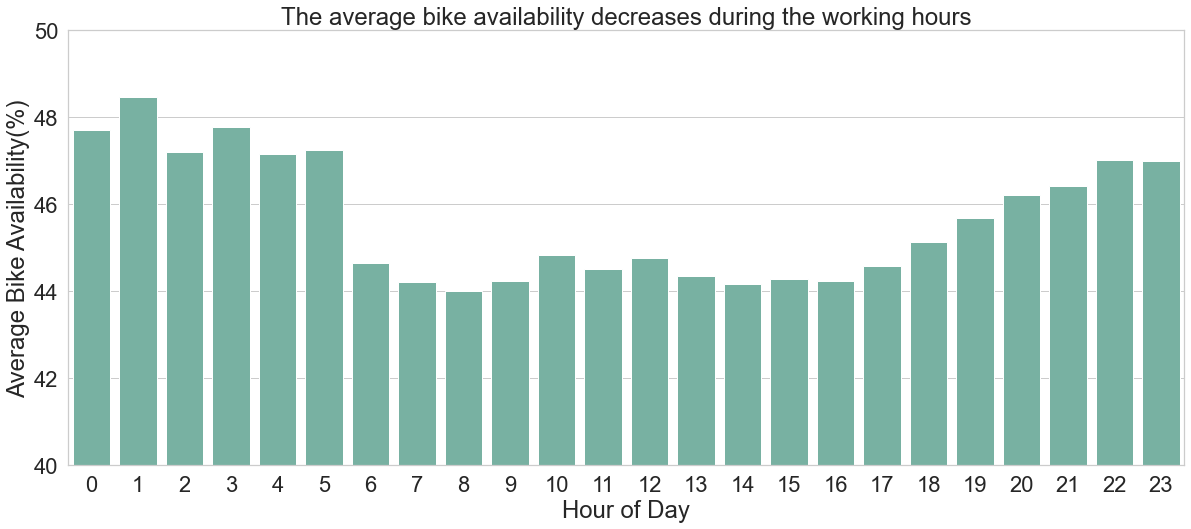 The average bike availability decreases during the working hours
Average Bike Availability(%)
50
48
46
44
42
40
0 1 2 3 4 5 6 7 8 9 10 11 12 13 14 15 16 17 18 19 20 21 22 23
Hour of Day